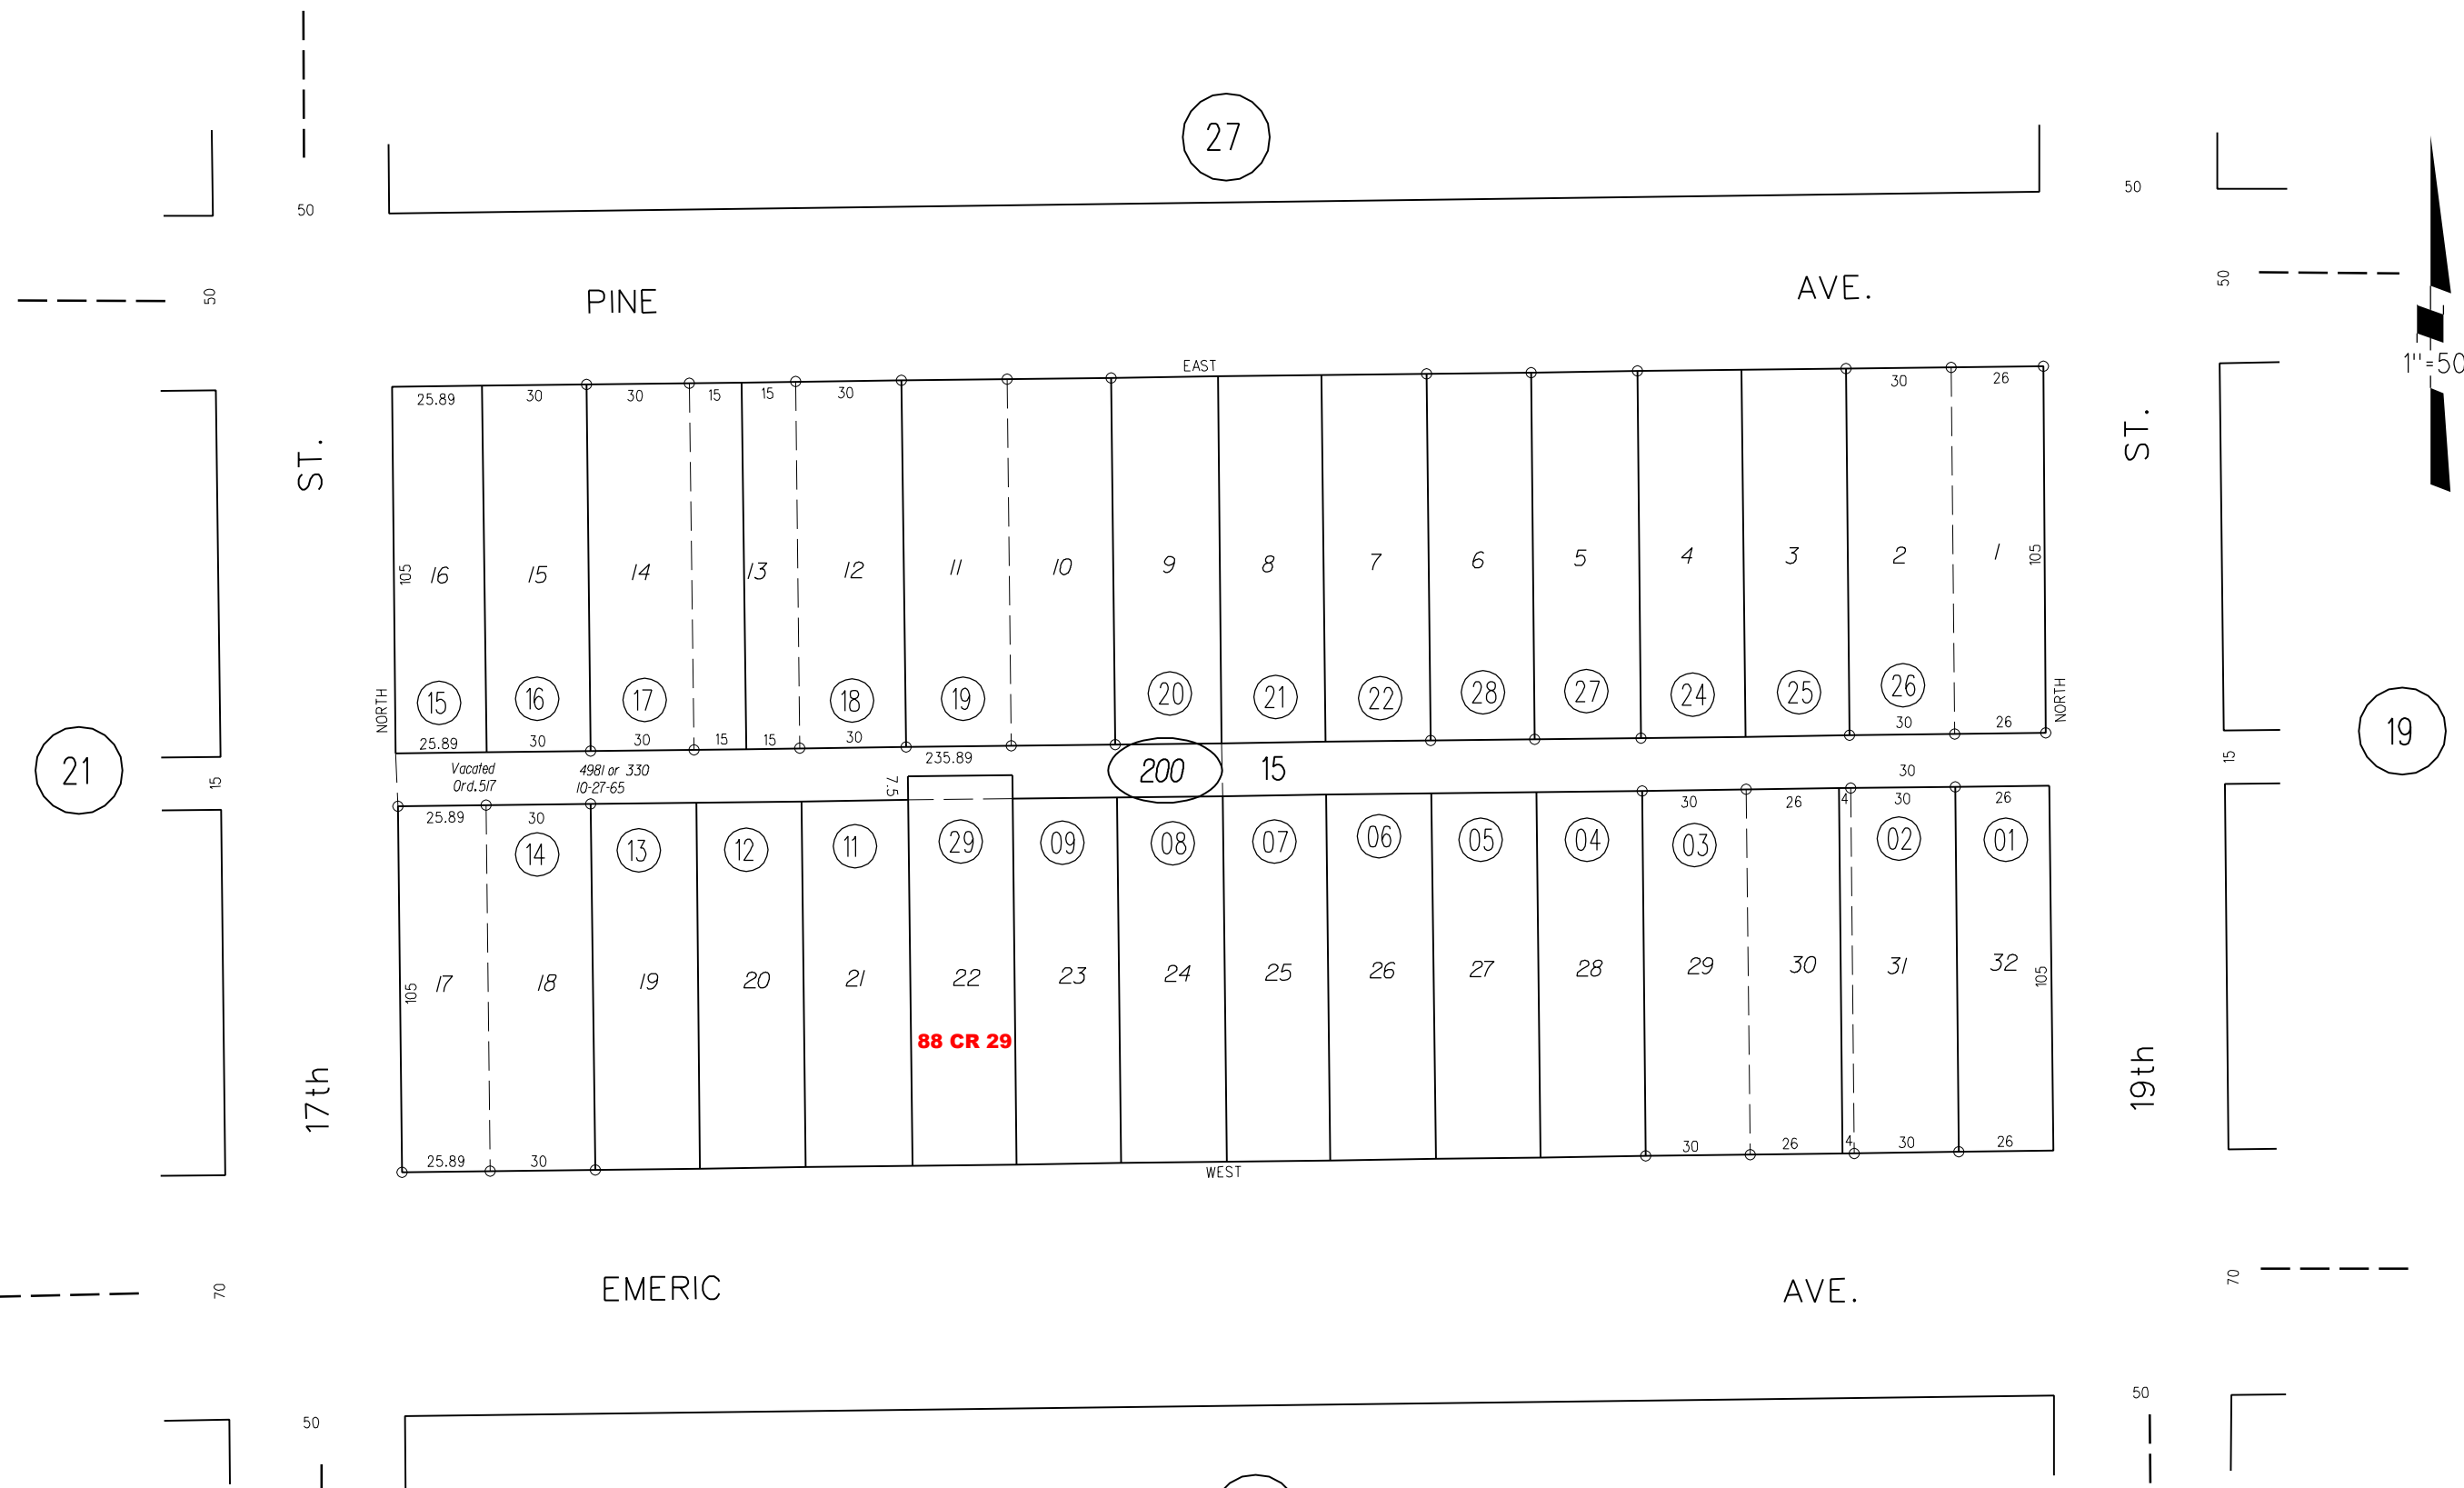 27
50
50
50
50
PINE AVE.
1"=50
EAST
25.89 30 30 15 15 30 30 26
ST.
ST.
105 16 15 14 13 12 11 10 9 8 7 6 5 4 3 2 1 105
NORTH 15 16 17 18 19 20 21 22 28 27 24 25 26 NORTH
25.89 30 30 15 15 30 30 26
235.89
21 15 Vacated 4981 or 330 200 15 30 15 19
Ord.517 10-27-65
7.5
25.89 30 30 26 4 30 26
14 13 12 11 29 09 08 07 06 05 04 03 02 01
105 17 18 19 20 21 22 23 24 25 26 27 28 29 30 31 32 105
88 CR 29
17th
19th
25.89 30 30 26 4 30 26
WEST
70 EMERIC AVE. 70
50
50